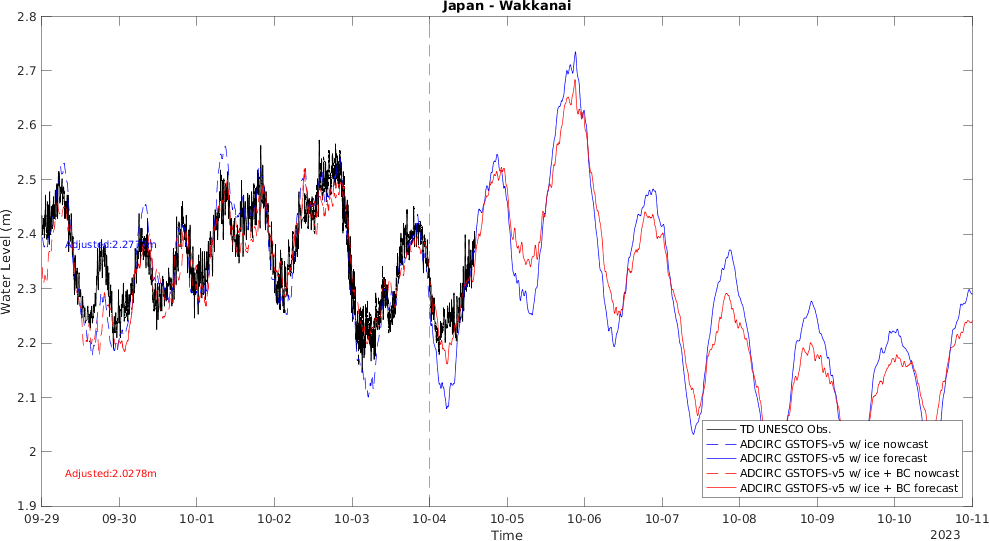 Japan - Wakkanai
Water Level (m)
2.8
2.7
2.6
2.5
2.4
2.3
2.2
2.1
2
1.9
Adjusted:2.0278m
TD UNESCO Obs.
ADCIRC GSTOFS-v5 w/ ice nowcast
ADCIRC GSTOFS-v5 w/ ice forecast
ADCIRC GSTOFS-v5 w/ ice + BC nowcast
ADCIRC GSTOFS-v5 w/ ice + BC forecast
09-29 09-30 10-01 10-02 10-03 10-04 10-05 10-06 10-07 10-08 10-09 10-10 10-11
Time
2023